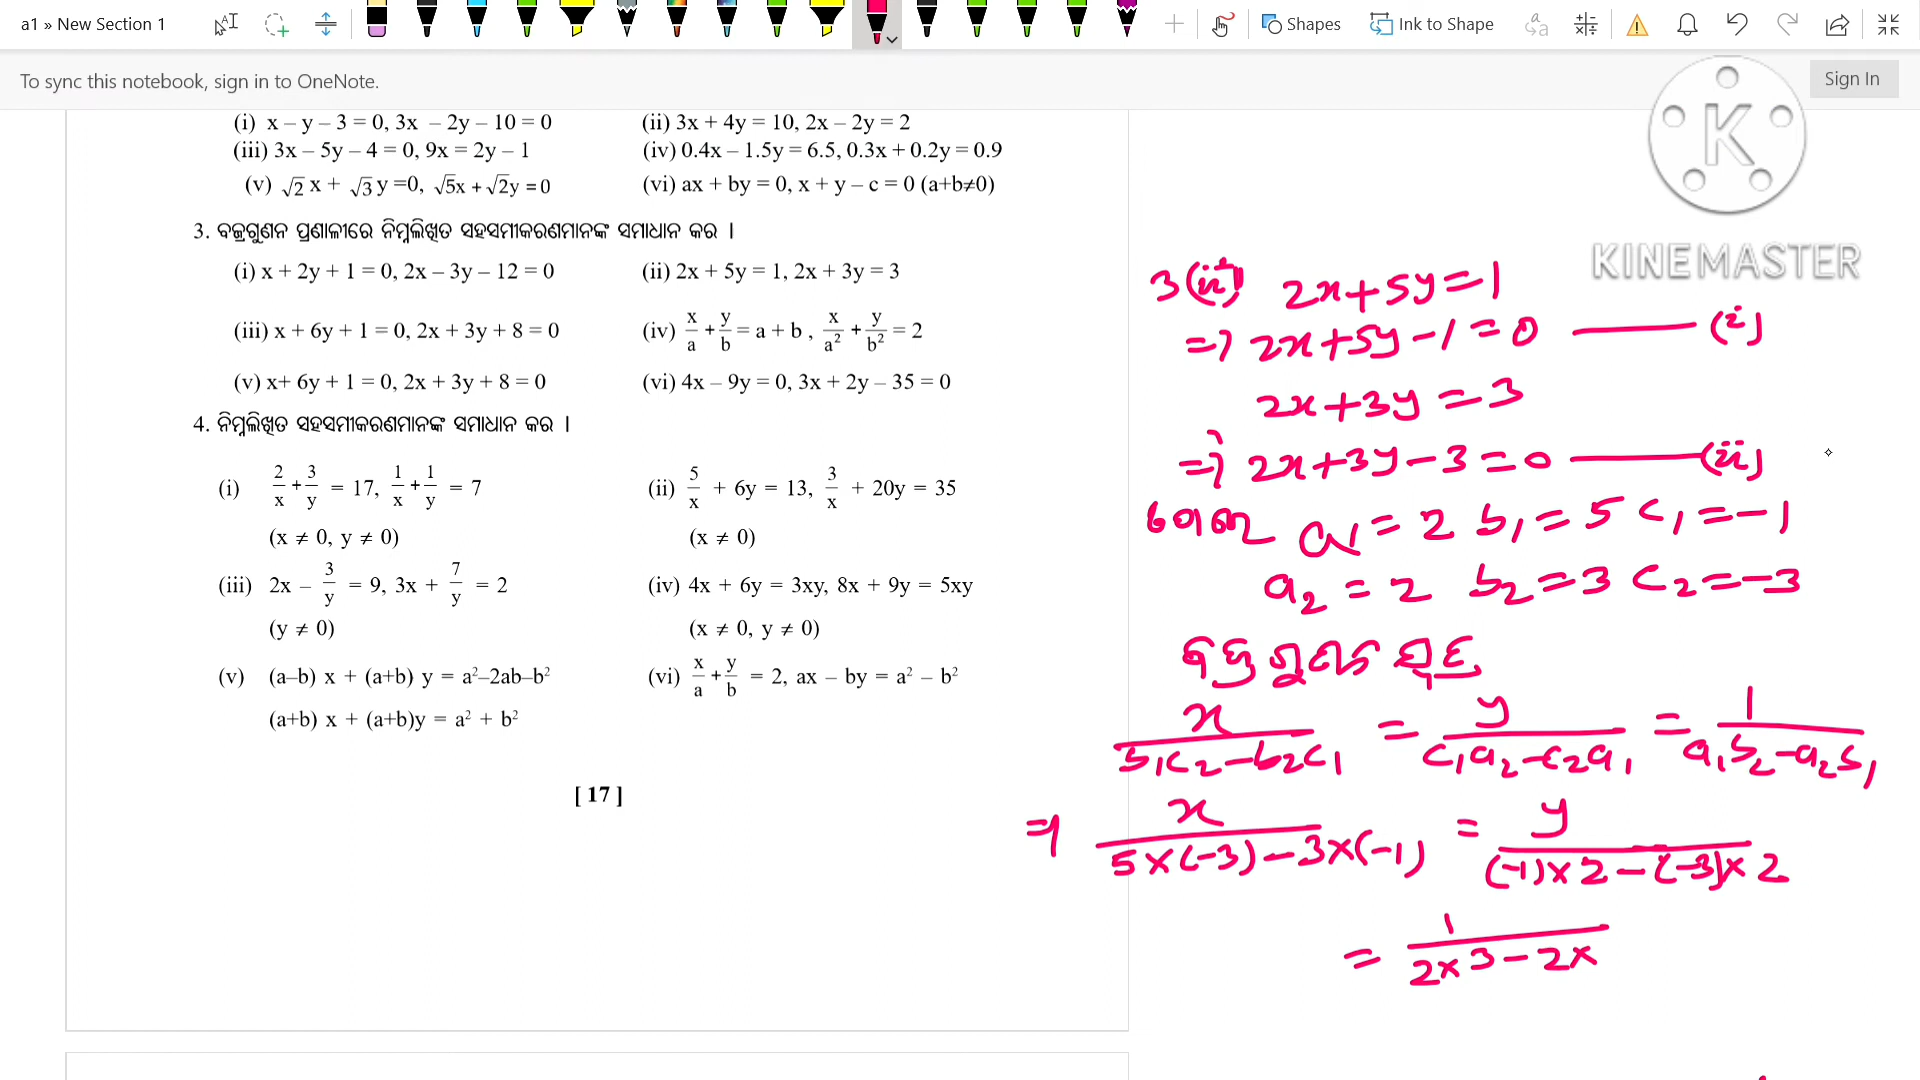 a1 » New Section 1
Shapes
Ink to Shape
To sync this notebook, sign in to OneNote.
Sign In
K
KINEMASTER
(i) x – y – 3 = 0, 3x – 2y – 10 = 0
(ii) 3x + 4y = 10, 2x – 2y = 2
(iii) 3x – 5y – 4 = 0, 9x = 2y – 1
(iv) 0.4x – 1.5y = 6.5, 0.3x + 0.2y = 0.9
(v) √2 x + √3 y =0, √5x + √2y = 0
(vi) ax + by = 0, x + y – c = 0 (a+b≠0)
3. ବଜ୍ରଗୁଣନ ପ୍ରଣାଳୀରେ ନିମ୍ନଲିଖିତ ସହସମୀକରଣମାନଙ୍କ ସମାଧାନ କର ।
(i) x + 2y + 1 = 0, 2x – 3y – 12 = 0
(ii) 2x + 5y = 1, 2x + 3y = 3
(iii) x + 6y + 1 = 0, 2x + 3y + 8 = 0
(iv) x/a + y/b = a + b , x/a² + y/b² = 2
(v) x+ 6y + 1 = 0, 2x + 3y + 8 = 0
(vi) 4x – 9y = 0, 3x + 2y – 35 = 0
4. ନିମ୍ନଲିଖିତ ସହସମୀକରଣମାନଙ୍କ ସମାଧାନ କର ।
(i) 2/x + 3/y = 17, 1/x + 1/y = 7
(ii) 5/x + 6y = 13, 3/x + 20y = 35
(x ≠ 0, y ≠ 0)
(x ≠ 0)
(iii) 2x – 3/y = 9, 3x + 7/y = 2
(iv) 4x + 6y = 3xy, 8x + 9y = 5xy
(y ≠ 0)
(x ≠ 0, y ≠ 0)
(v) (a–b) x + (a+b) y = a²–2ab–b²
(vi) x/a + y/b = 2, ax – by = a² – b²
(a+b) x + (a+b)y = a² + b²
[ 17 ]
3 (ii) 2x+5y=1
=> 2x+5y-1=0 —— (i)
2x+3y=3
=> 2x+3y-3=0 —— (ii)
ଏଠାରେ a₁=2 b₁=5 c₁=-1
a₂=2 b₂=3 c₂=-3
ବଜ୍ରଗୁଣନ ସୂତ୍ର
x/(b₁c₂-b₂c₁) = y/(c₁a₂-c₂a₁) = 1/(a₁b₂-a₂b₁)
=> x/(5×(-3)-3×(-1)) = y/((-1)×2-(-3)×2
= 1/(2×3-2×